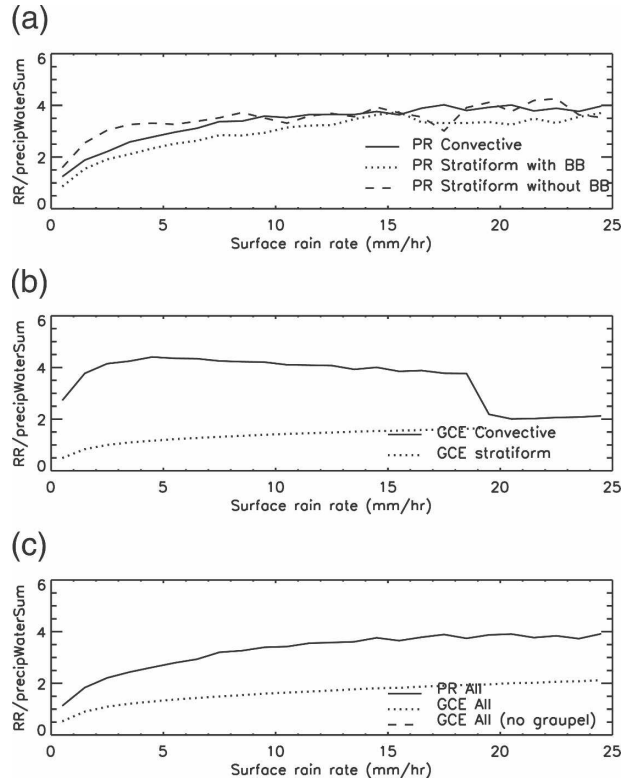 (a)
6
4
2
0
RR/precipWaterSum
PR Convective
PR Stratiform with BB
PR Stratiform without BB
0 5 10 15 20 25
Surface rain rate (mm/hr)
(b)
6
4
2
0
RR/precipWaterSum
GCE Convective
GCE stratiform
0 5 10 15 20 25
Surface rain rate (mm/hr)
(c)
6
4
2
0
RR/precipWaterSum
PR All
GCE All
GCE All (no graupel)
0 5 10 15 20 25
Surface rain rate (mm/hr)